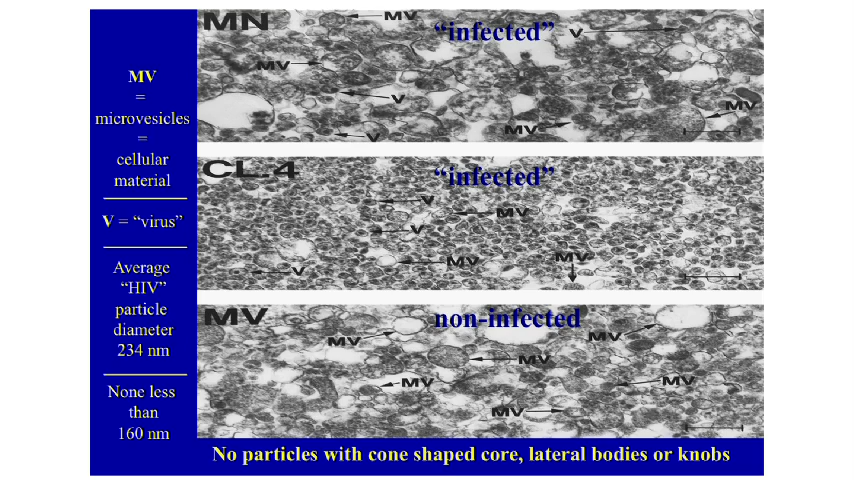 MV
=
microvesicles
=
cellular
material
V = “virus”
Average
“HIV”
particle
diameter
234 nm
None less
than
160 nm
MN
“infected”
MV
V
MV
V
MV
MV
V
CL.4
“infected”
V
MV
V
MV
MV
V
MV
non-infected
MV
MV
MV
MV
MV
MV
No particles with cone shaped core, lateral bodies or knobs